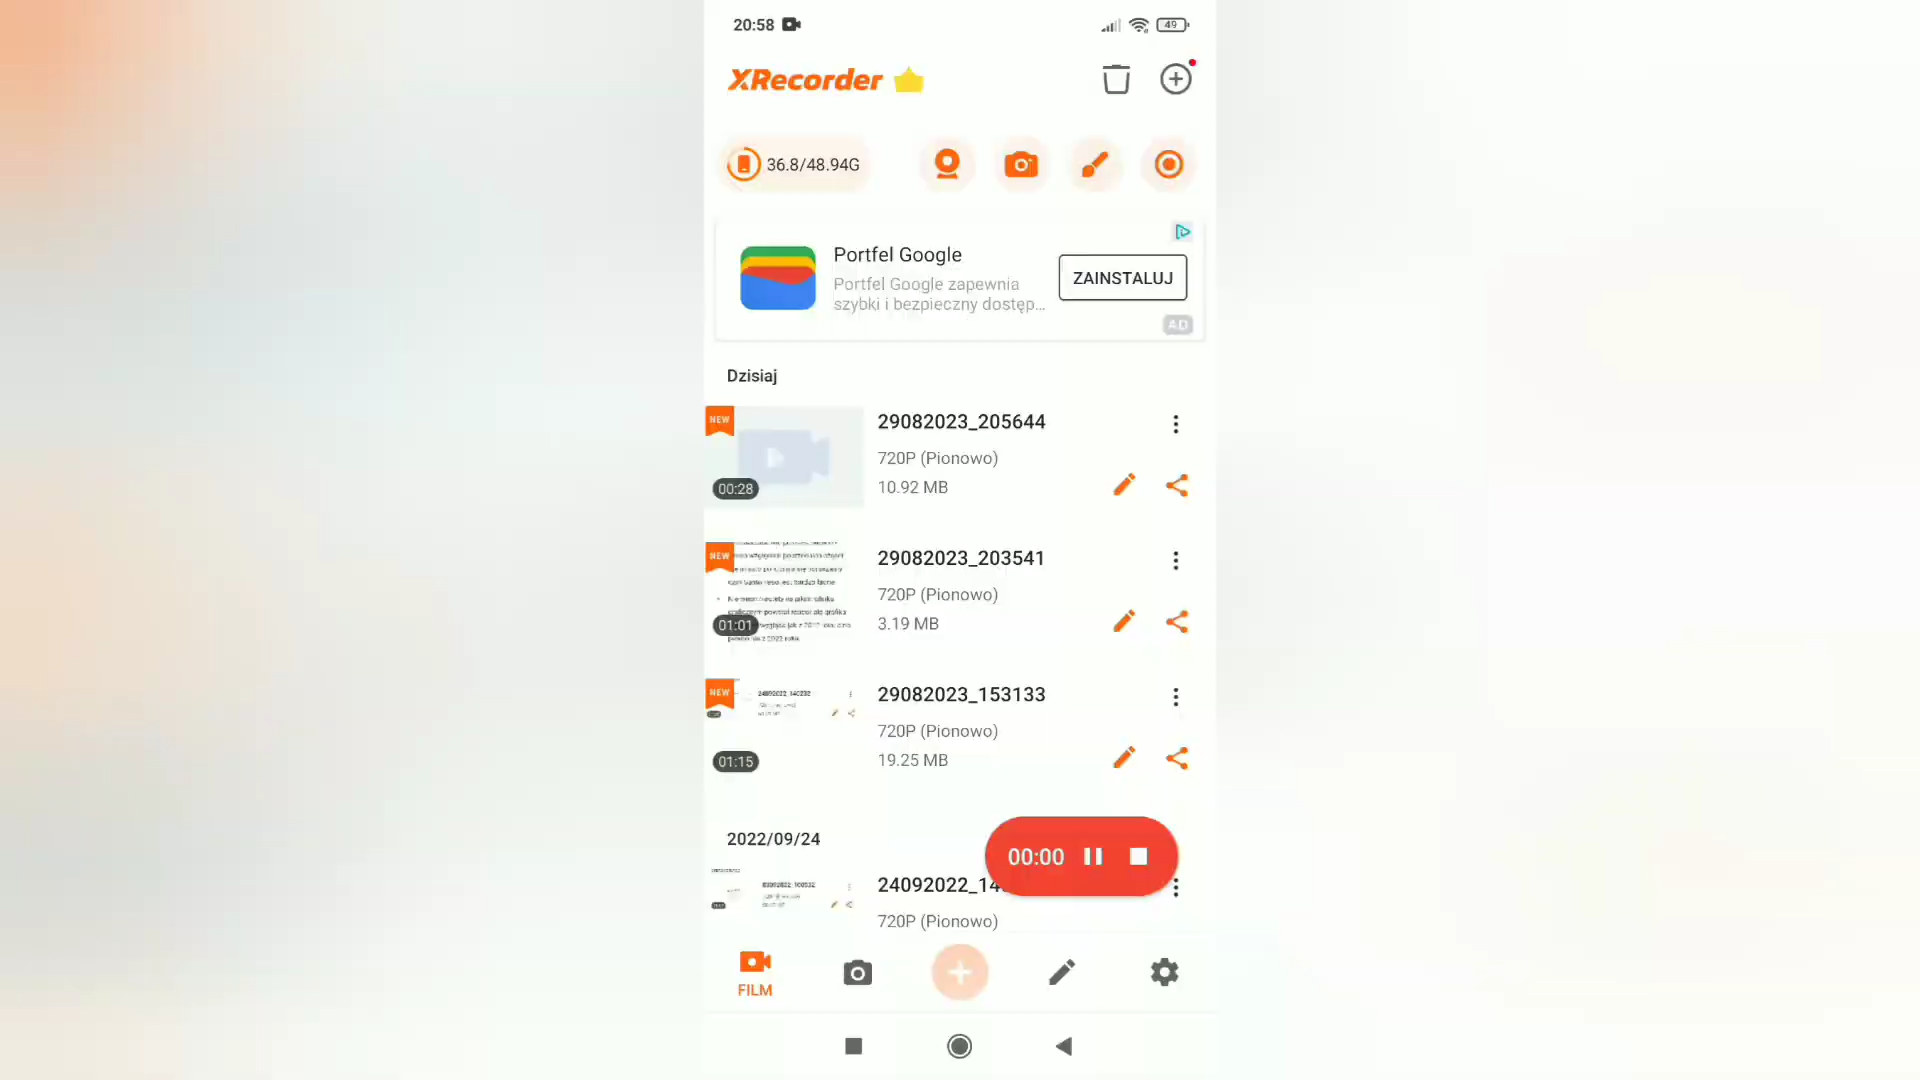 20:58
49
XRecorder
36.8/48.94G
Portfel Google
Portfel Google zapewnia
szybki i bezpieczny dostęp...
ZAINSTALUJ
AD
Dzisiaj
NEW
29082023_205644
720P (Pionowo)
00:28
10.92 MB
NEW
29082023_203541
720P (Pionowo)
01:01
3.19 MB
NEW
24092022_140232
29082023_153133
720P (Pionowo)
01:15
19.25 MB
2022/09/24
00:00
24092022_14
720P (Pionowo)
FILM